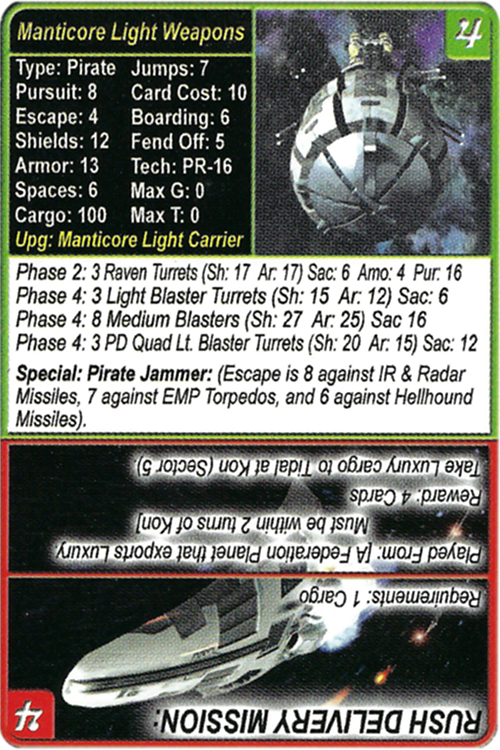 Manticore Light Weapons
4
Type: Pirate Jumps: 7
Pursuit: 8 Card Cost: 10
Escape: 4 Boarding: 6
Shields: 12 Fend Off: 5
Armor: 13 Tech: PR-16
Spaces: 6 Max G: 0
Cargo: 100 Max T: 0
Upg: Manticore Light Carrier
Phase 2: 3 Raven Turrets (Sh: 17 Ar: 17) Sac: 6 Amo: 4 Pur: 16
Phase 4: 3 Light Blaster Turrets (Sh: 15 Ar: 12) Sac: 6
Phase 4: 8 Medium Blasters (Sh: 27 Ar: 25) Sac 16
Phase 4: 3 PD Quad Lt. Blaster Turrets (Sh: 20 Ar: 15) Sac: 12
Special: Pirate Jammer: (Escape is 8 against IR & Radar
Missiles, 7 against EMP Torpedos, and 6 against Hellhound
Missiles).
RUSH DELIVERY MISSION:
4
Requirements: 1 Cargo
Played From: [A Federation Planet that exports Luxury
Must be within 2 turns of Kon]
Reward: 4 Cards
Take Luxury cargo to Tidal at Kon (Sector 5)